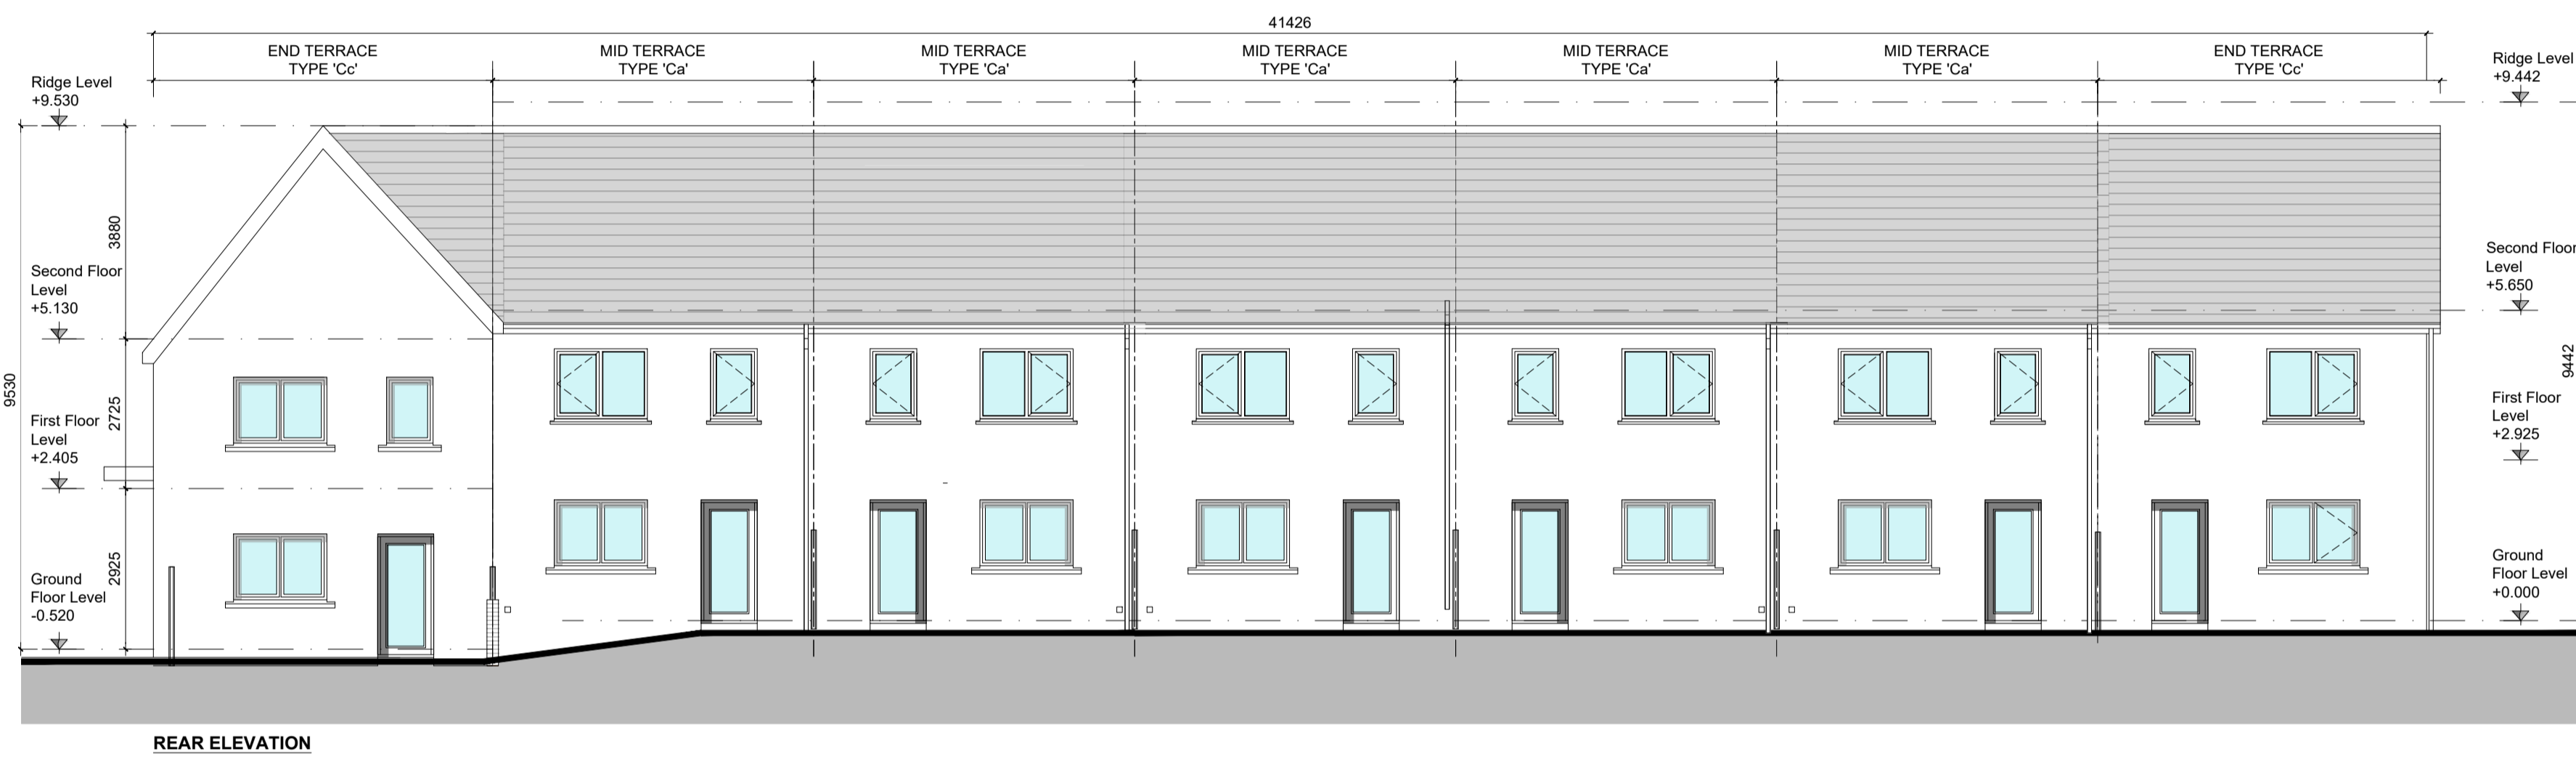 41426
END TERRACE
TYPE 'Cc'
MID TERRACE
TYPE 'Ca'
MID TERRACE
TYPE 'Ca'
MID TERRACE
TYPE 'Ca'
MID TERRACE
TYPE 'Ca'
MID TERRACE
TYPE 'Ca'
END TERRACE
TYPE 'Cc'
Ridge Level
+9.530
Second Floor
Level
+5.130
First Floor
Level
+2.405
Ground
Floor Level
-0.520
9530
3880
2725
2925
Ridge Level
+9.442
Second Floor
Level
+5.650
First Floor
Level
+2.925
Ground
Floor Level
+0.000
9442
REAR ELEVATION